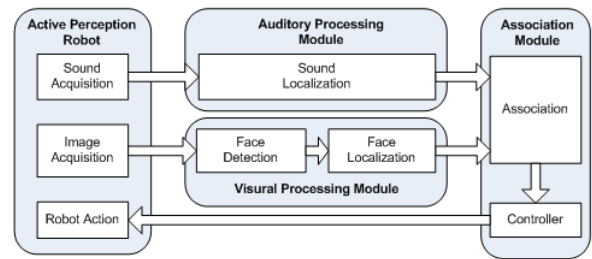 Active Perception
Robot
Sound
Acquisition
Image
Acquisition
Robot Action
Auditory Processing
Module
Sound
Localization
Face
Detection
Face
Localization
Visural Processing Module
Association
Module
Association
Controller